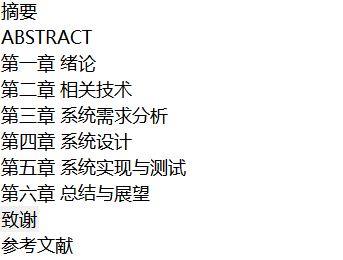 摘要
ABSTRACT
第一章 绪论
第二章 相关技术
第三章 系统需求分析
第四章 系统设计
第五章 系统实现与测试
第六章 总结与展望
致谢
参考文献